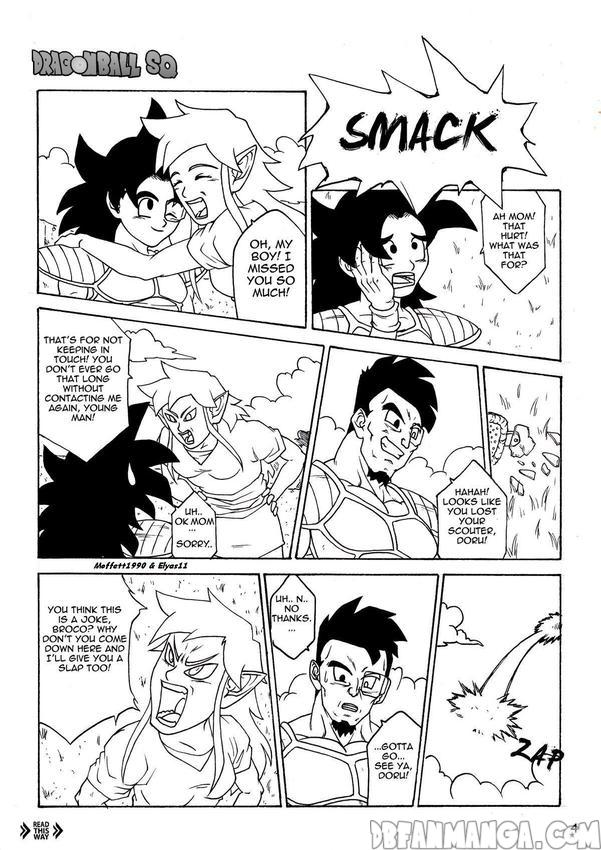 DRAGONBALL SQ
OH, MY
BOY! I
MISSED
YOU SO
MUCH!
SMACK
AH MOM!
THAT
HURT!
WHAT WAS
THAT
FOR?
THAT'S FOR NOT
KEEPING IN
TOUCH! YOU
DON'T EVER GO
THAT LONG
WITHOUT
CONTACTING ME
AGAIN, YOUNG
MAN!
UH..
OK MOM
...
SORRY..
HAHAH!
LOOKS LIKE
YOU LOST
YOUR
SCOUTER,
DORU!
Moffett1990 & Elyas11
YOU THINK THIS
IS A JOKE,
BROCO? WHY
DON'T YOU COME
DOWN HERE AND
I'LL GIVE YOU A
SLAP TOO!
UH.. N..
NO
THANKS.
...
...GOTTA
GO...
SEE YA,
DORU!
ZAP
READ
THIS
WAY
4
DBFANMANGA.COM